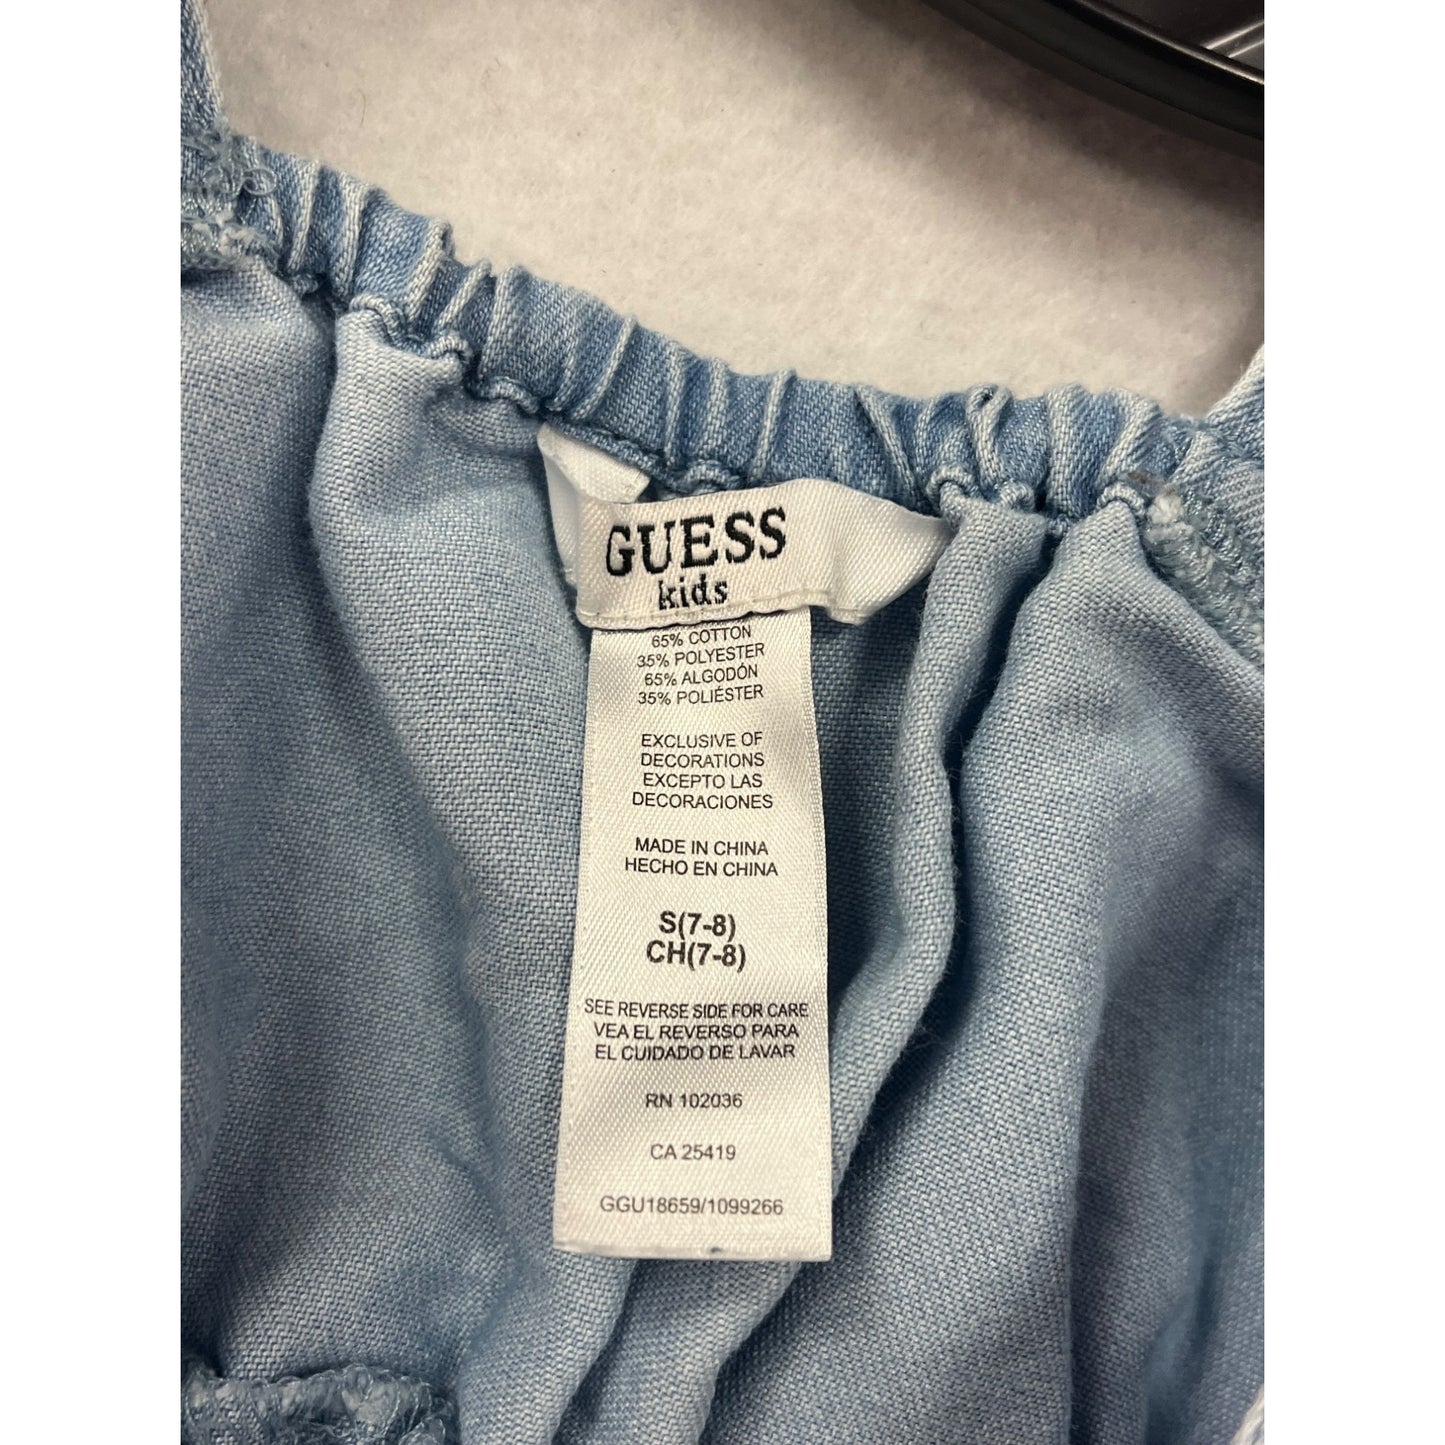 GUESS
kids
65% COTTON
35% POLYESTER
65% ALGODÓN
35% POLIÉSTER
EXCLUSIVE OF
DECORATIONS
EXCEPTO LAS
DECORACIONES
MADE IN CHINA
HECHO EN CHINA
S(7-8)
CH(7-8)
SEE REVERSE SIDE FOR CARE
VEA EL REVERSO PARA
EL CUIDADO DE LAVAR
RN 102036
CA 25419
GGU18659/1099266